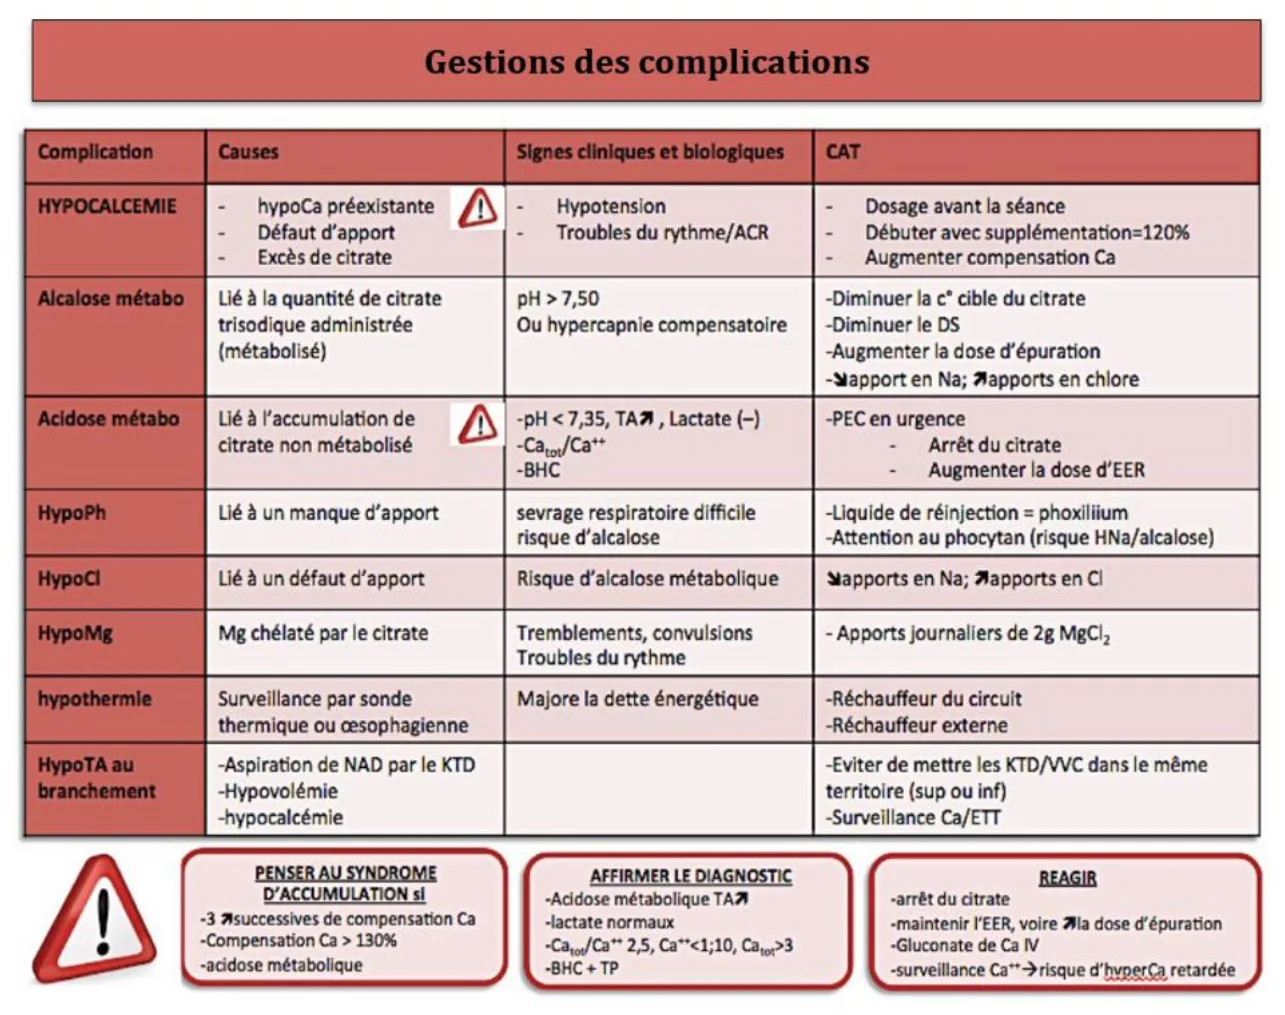 Gestions des complications
Complication
Causes
Signes cliniques et biologiques
CAT
HYPOCALCEMIE
- hypoCa préexistante
- Défaut d'apport
- Excès de citrate
- Hypotension
- Troubles du rythme/ACR
- Dosage avant la séance
- Débuter avec supplémentation=120%
- Augmenter compensation Ca
Alcalose métabo
Lié à la quantité de citrate
trisodique administrée
(métabolisé)
pH > 7,50
Ou hypercapnie compensatoire
-Diminuer la c° cible du citrate
-Diminuer le DS
-Augmenter la dose d'épuration
-↘apport en Na; ↗apports en chlore
Acidose métabo
Lié à l'accumulation de
citrate non métabolisé
-pH < 7,35, TA↗ , Lactate (–)
-Ca_tot/Ca⁺⁺
-BHC
-PEC en urgence
- Arrêt du citrate
- Augmenter la dose d'EER
HypoPh
Lié à un manque d'apport
sevrage respiratoire difficile
risque d'alcalose
-Liquide de réinjection = phoxiliium
-Attention au phocytan (risque HNa/alcalose)
HypoCl
Lié à un défaut d'apport
Risque d'alcalose métabolique
↘apports en Na; ↗apports en Cl
HypoMg
Mg chélaté par le citrate
Tremblements, convulsions
Troubles du rythme
- Apports journaliers de 2g MgCl₂
hypothermie
Surveillance par sonde
thermique ou œsophagienne
Majore la dette énergétique
-Réchauffeur du circuit
-Réchauffeur externe
HypoTA au
branchement
-Aspiration de NAD par le KTD
-Hypovolémie
-hypocalcémie
-Eviter de mettre les KTD/VVC dans le même
territoire (sup ou inf)
-Surveillance Ca/ETT
PENSER AU SYNDROME
D'ACCUMULATION si
-3 ↗successives de compensation Ca
-Compensation Ca > 130%
-acidose métabolique
AFFIRMER LE DIAGNOSTIC
-Acidose métabolique TA↗
-lactate normaux
-Ca_tot/Ca⁺⁺ 2,5, Ca⁺⁺<1;10, Ca_tot>3
-BHC + TP
REAGIR
-arrêt du citrate
-maintenir l'EER, voire ↗la dose d'épuration
-Gluconate de Ca IV
-surveillance Ca⁺⁺→risque d'hyperCa retardée